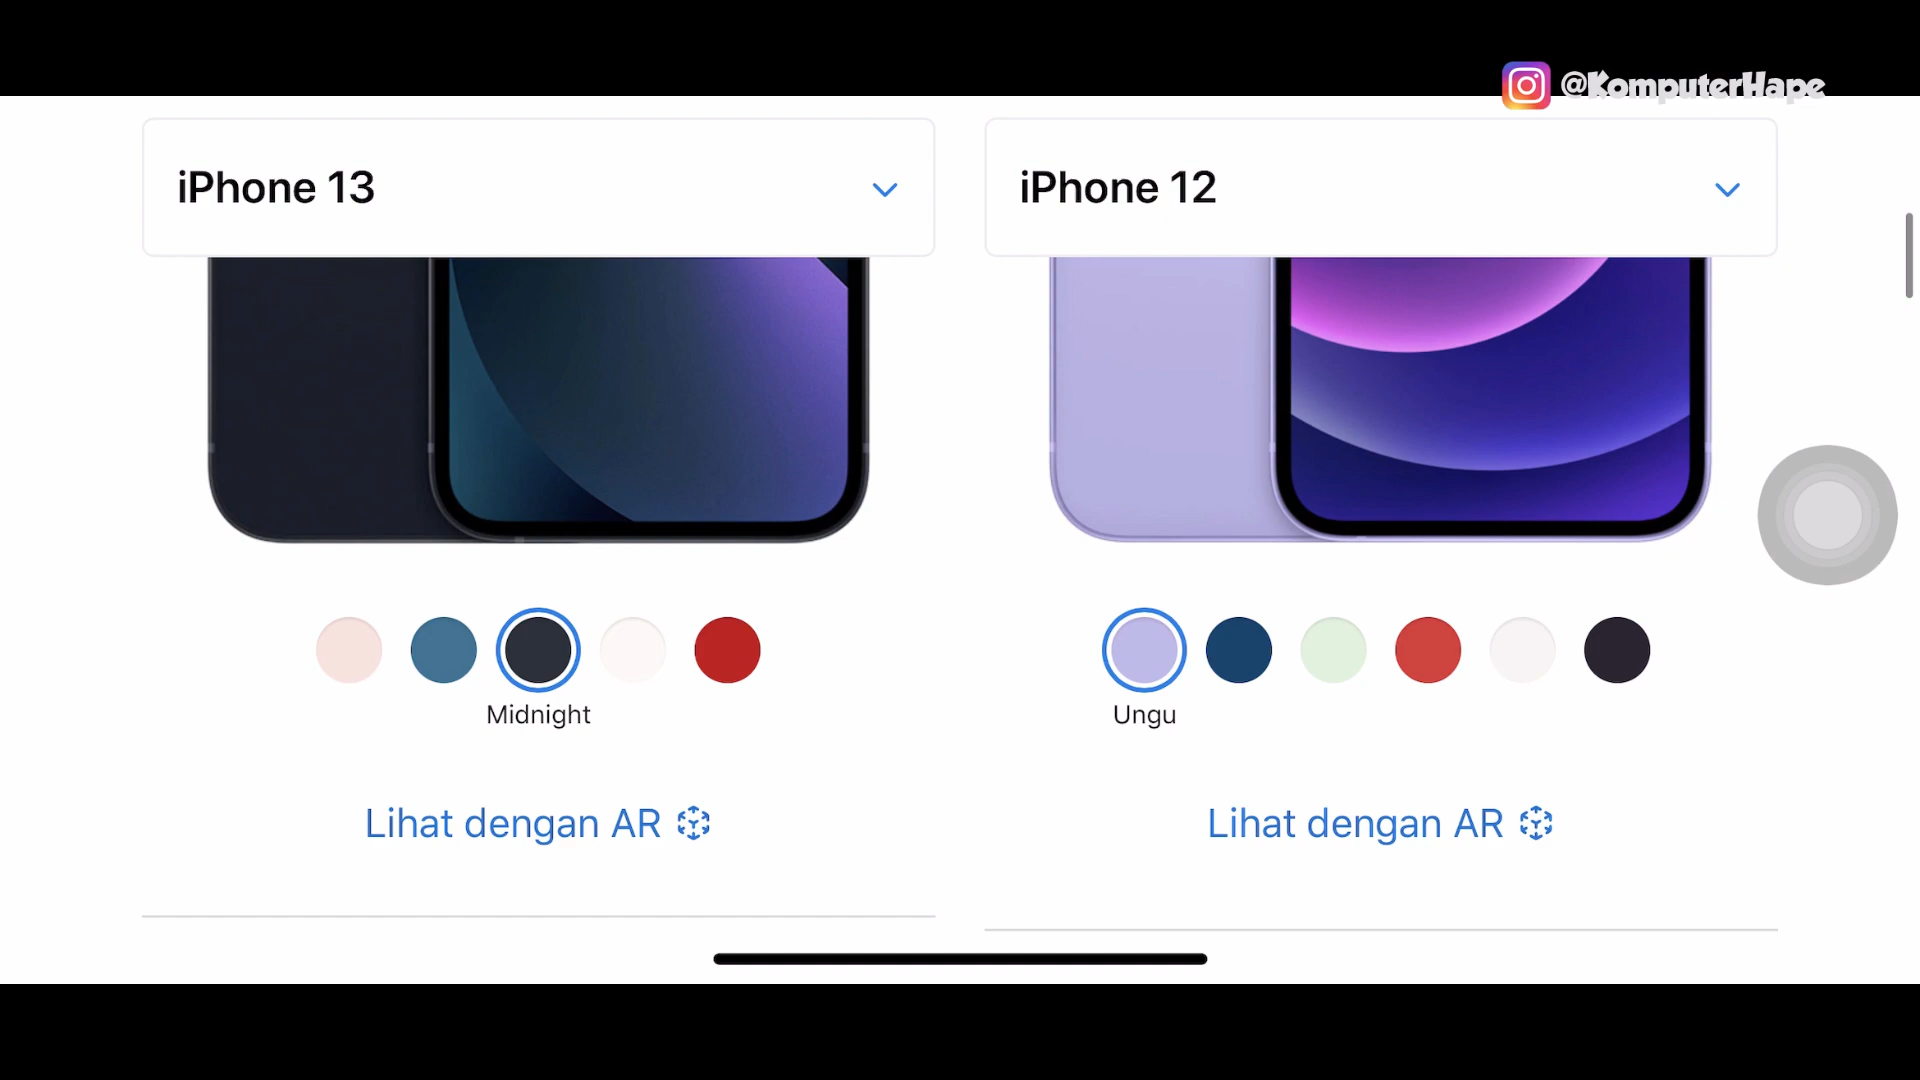 @KomputerHape
iPhone 13
iPhone 12
Midnight
Ungu
Lihat dengan AR
Lihat dengan AR